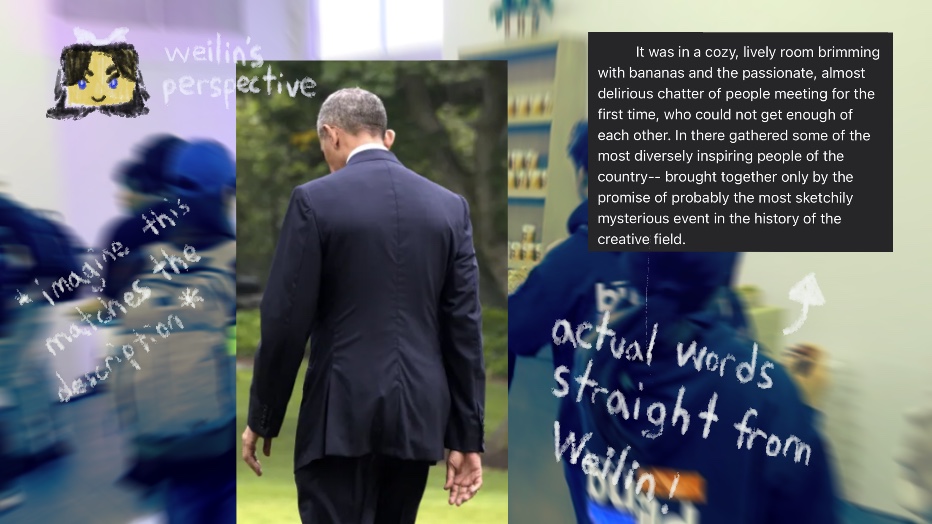 weilin's
perspective
It was in a cozy, lively room brimming
with bananas and the passionate, almost
delirious chatter of people meeting for the
first time, who could not get enough of
each other. In there gathered some of the
most diversely inspiring people of the
country-- brought together only by the
promise of probably the most sketchily
mysterious event in the history of the
creative field.
* imagine this
matches the
description *
actual words
straight from
Weilin!